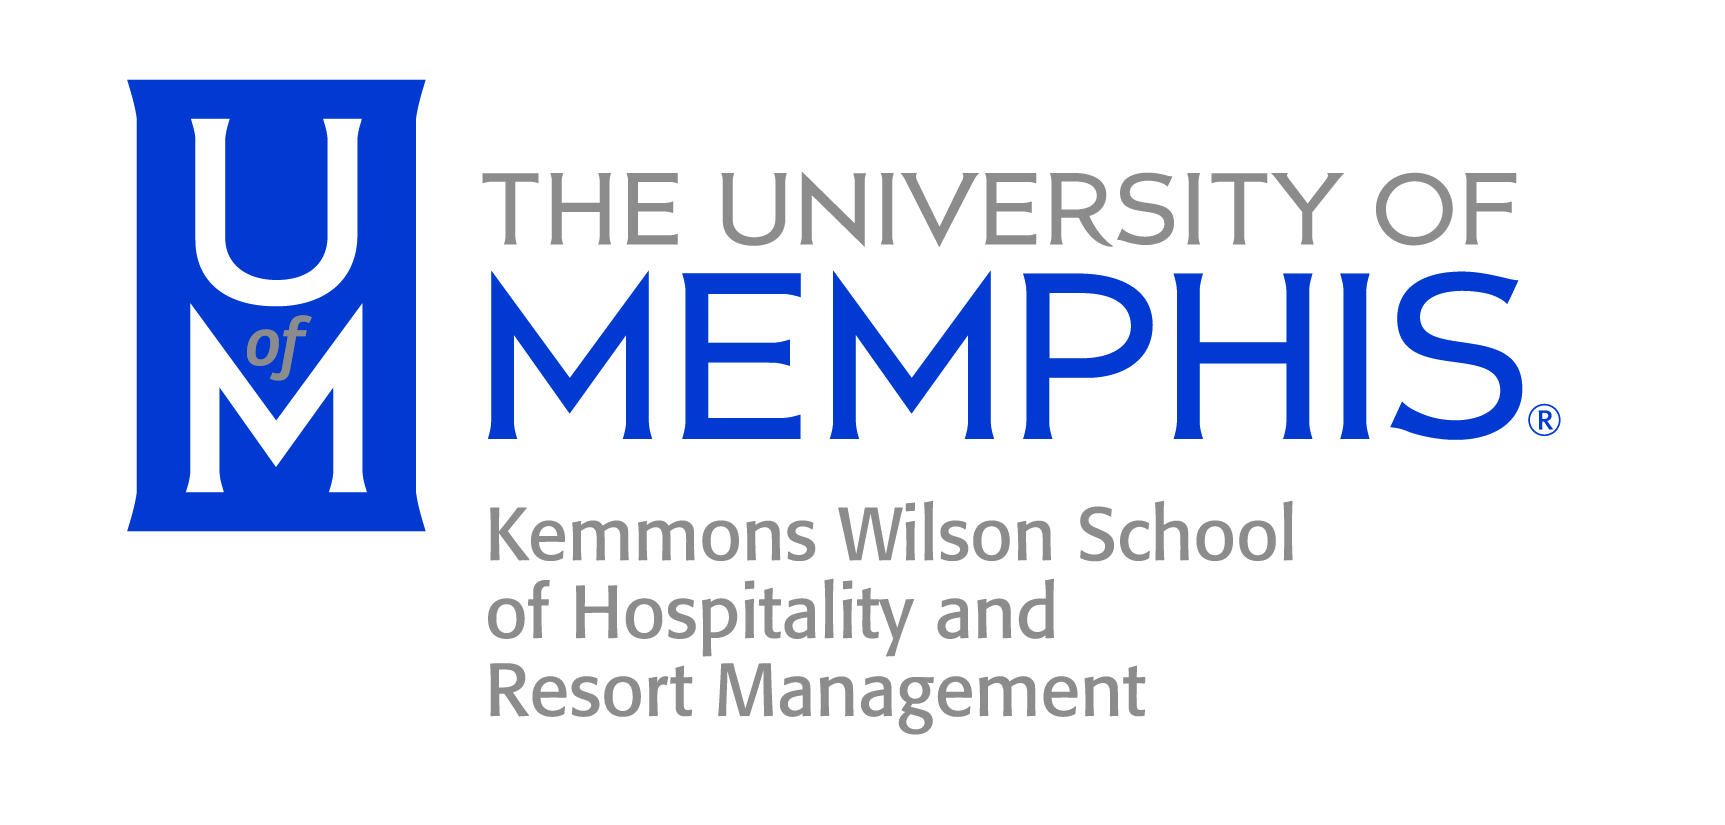 U
of
M
THE UNIVERSITY OF
MEMPHIS®
Kemmons Wilson School
of Hospitality and
Resort Management